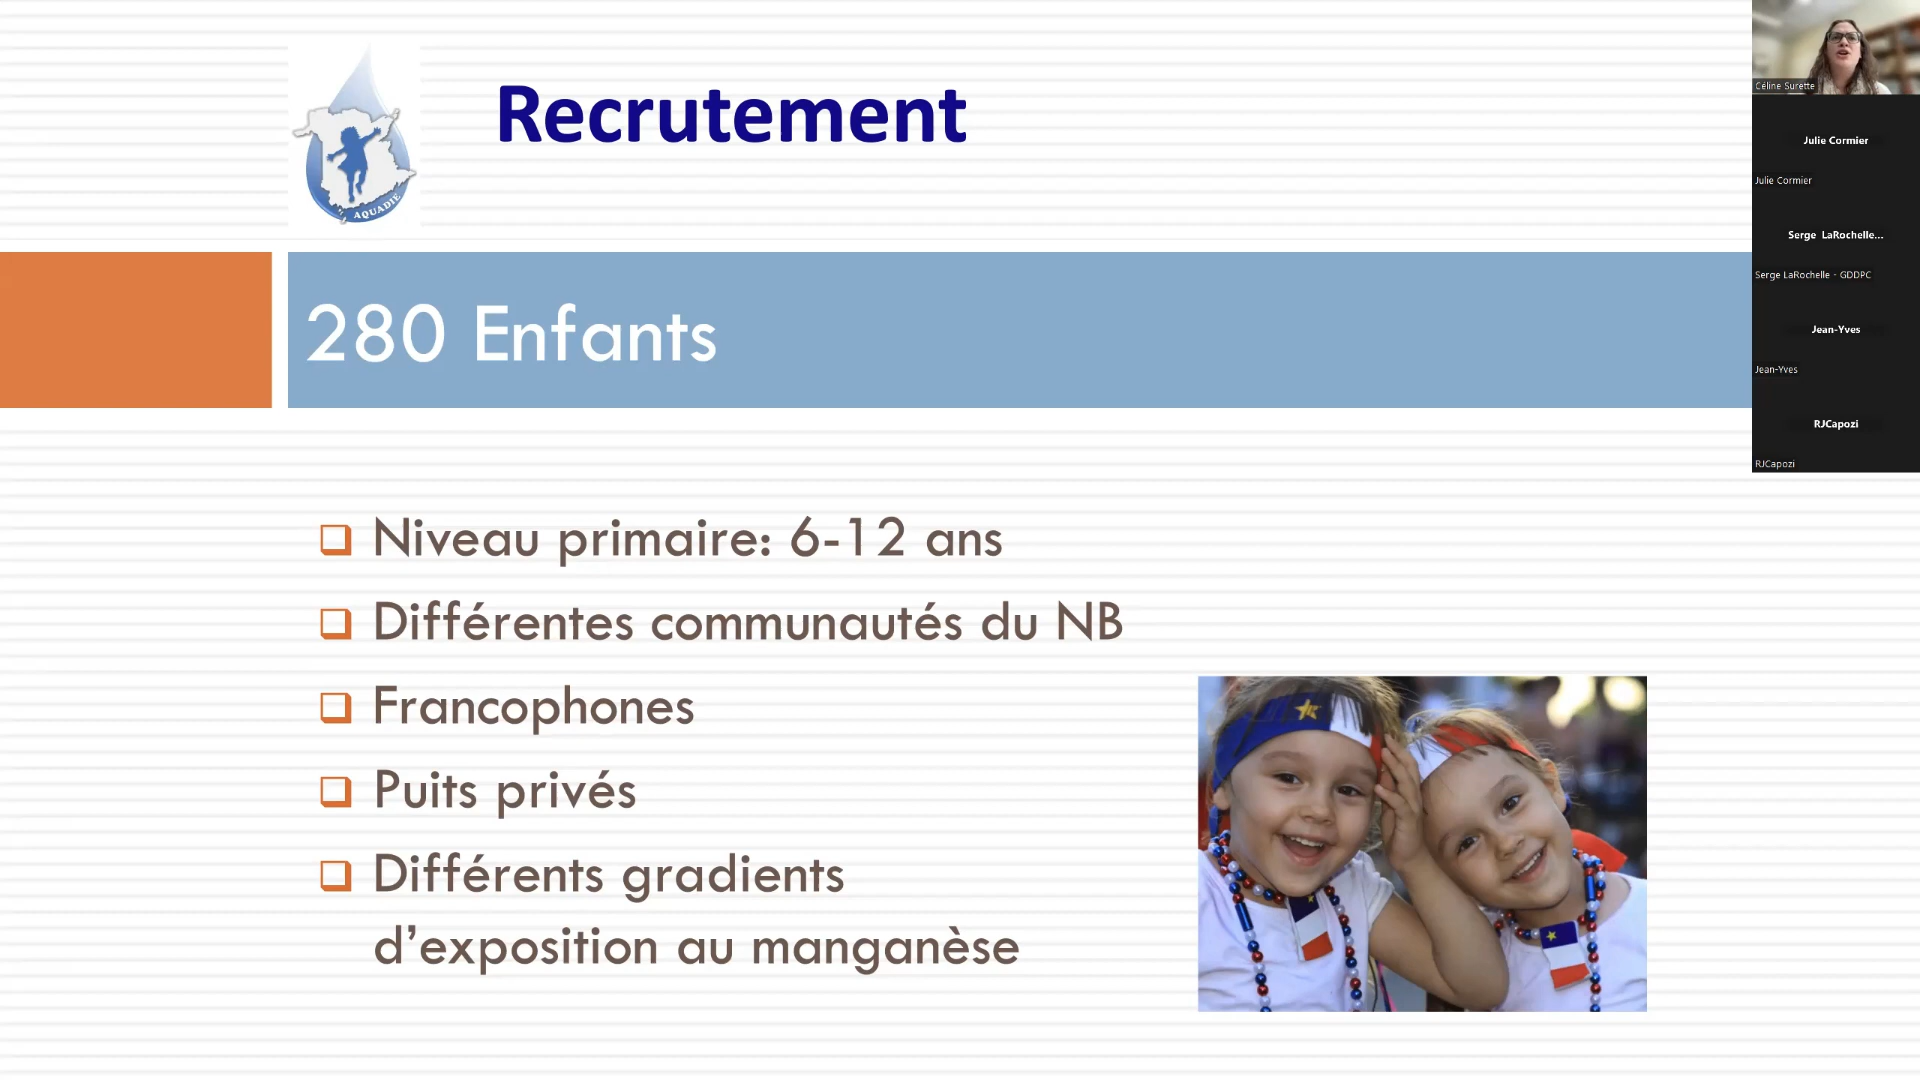 Recrutement
AQUADIE
280 Enfants
Niveau primaire: 6-12 ans
Différentes communautés du NB
Francophones
Puits privés
Différents gradients
d’exposition au manganèse
Céline Surette
Julie Cormier
Julie Cormier
Serge LaRochelle...
Serge LaRochelle - GDDPC
Jean-Yves
Jean-Yves
RJCapozi
RJCapozi